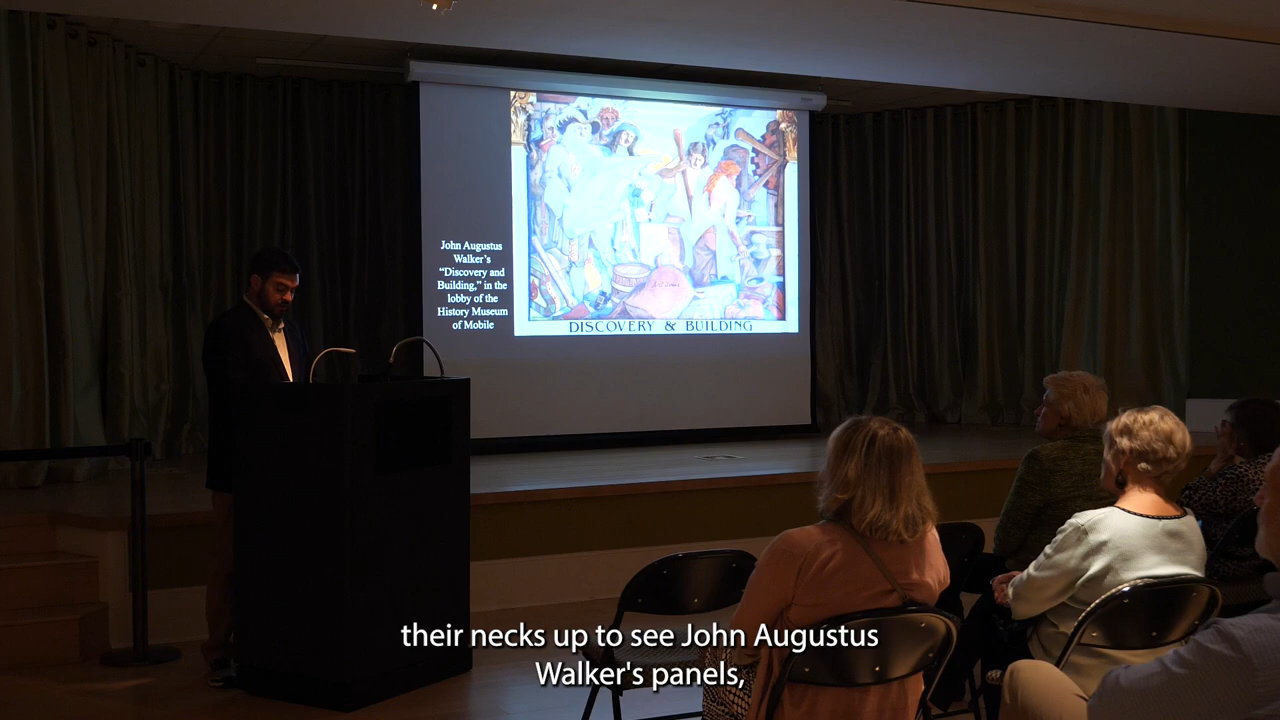 John Augustus
Walker's
"Discovery and
Building," in the
lobby of the
History Museum
of Mobile
DISCOVERY & BUILDING
their necks up to see John Augustus
Walker's panels,